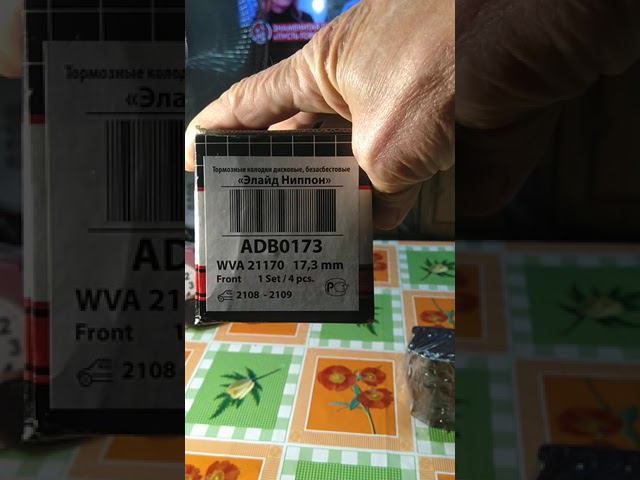 Тормозные колодки дисковые, безасбестовые
«Элайд Ниппон»
ADB0173
WVA 21170 17,3 mm
Front 1 Set / 4 pcs.
2108 - 2109